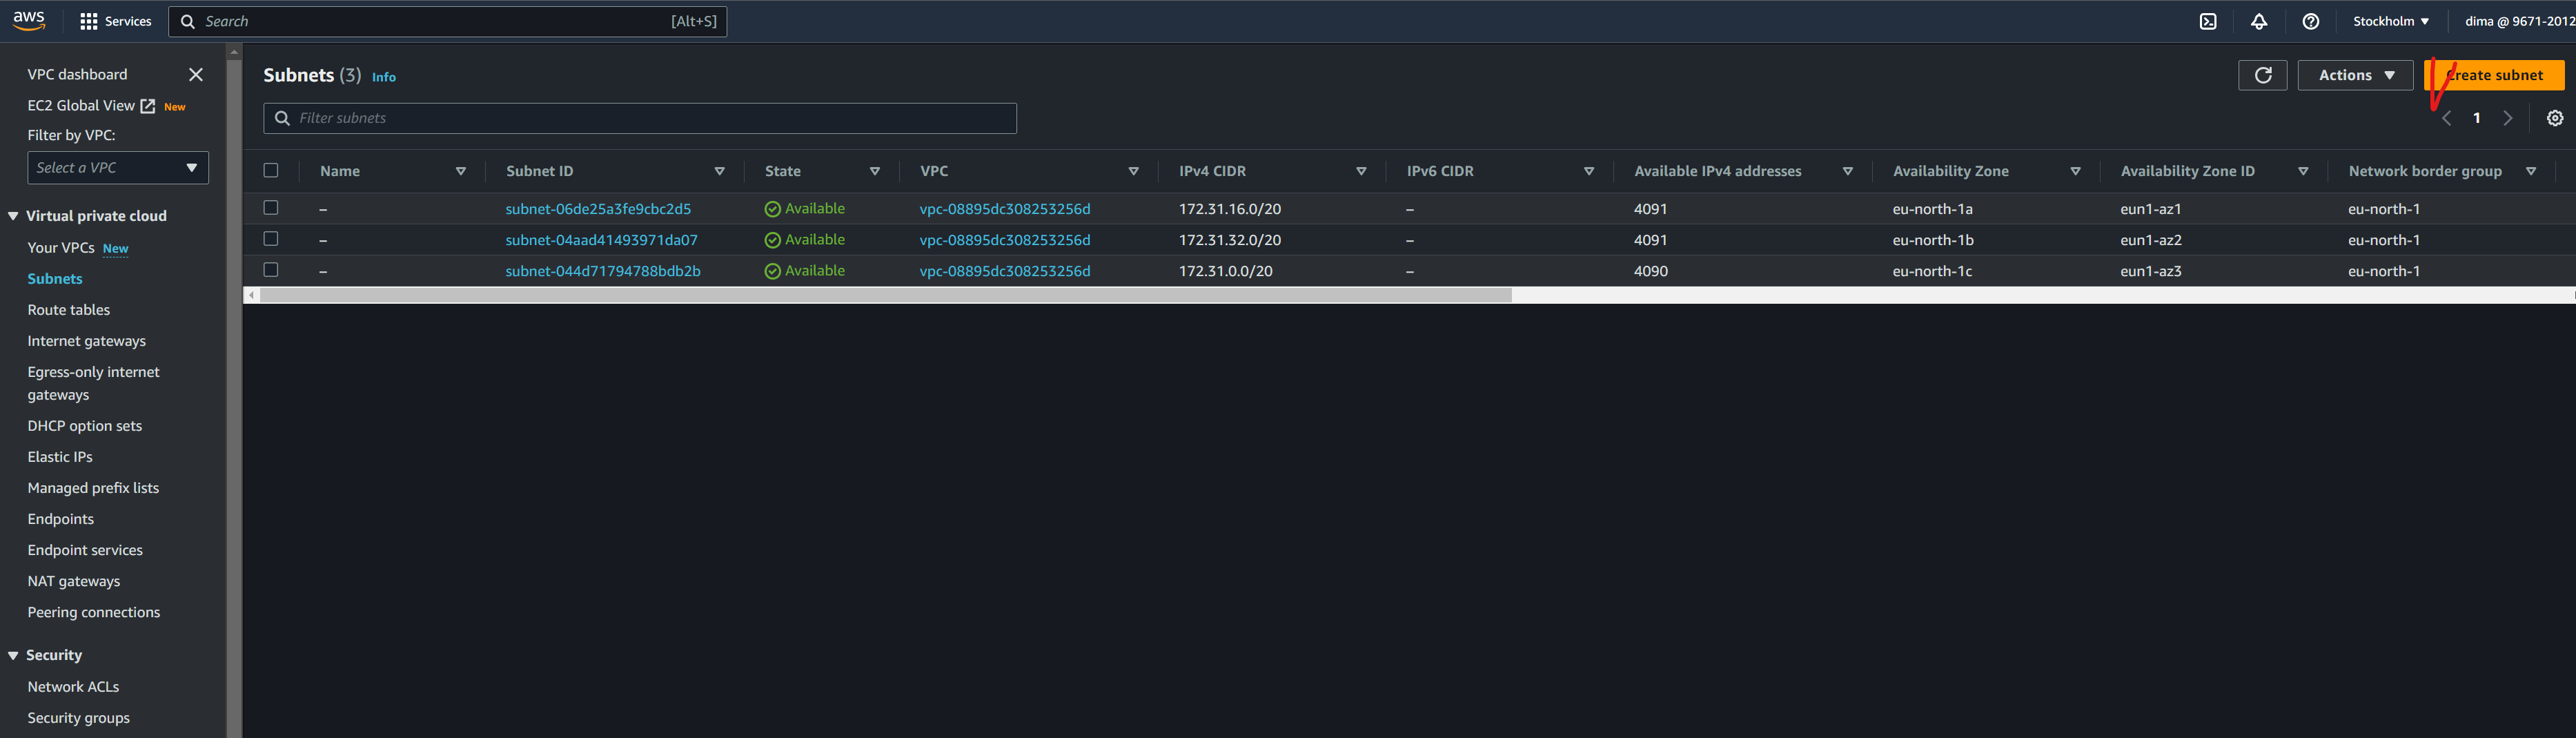 aws Services Search [Alt+S] Stockholm dima @ 9671-2012
VPC dashboard
EC2 Global View New
Filter by VPC:
Select a VPC
Virtual private cloud
Your VPCs New
Subnets
Route tables
Internet gateways
Egress-only internet
gateways
DHCP option sets
Elastic IPs
Managed prefix lists
Endpoints
Endpoint services
NAT gateways
Peering connections
Security
Network ACLs
Security groups
Subnets (3) Info Actions Create subnet
Filter subnets 1
Name Subnet ID State VPC IPv4 CIDR IPv6 CIDR Available IPv4 addresses Availability Zone Availability Zone ID Network border group
– subnet-06de25a3fe9cbc2d5 Available vpc-08895dc308253256d 172.31.16.0/20 – 4091 eu-north-1a eun1-az1 eu-north-1
– subnet-04aad41493971da07 Available vpc-08895dc308253256d 172.31.32.0/20 – 4091 eu-north-1b eun1-az2 eu-north-1
– subnet-044d71794788bdb2b Available vpc-08895dc308253256d 172.31.0.0/20 – 4090 eu-north-1c eun1-az3 eu-north-1